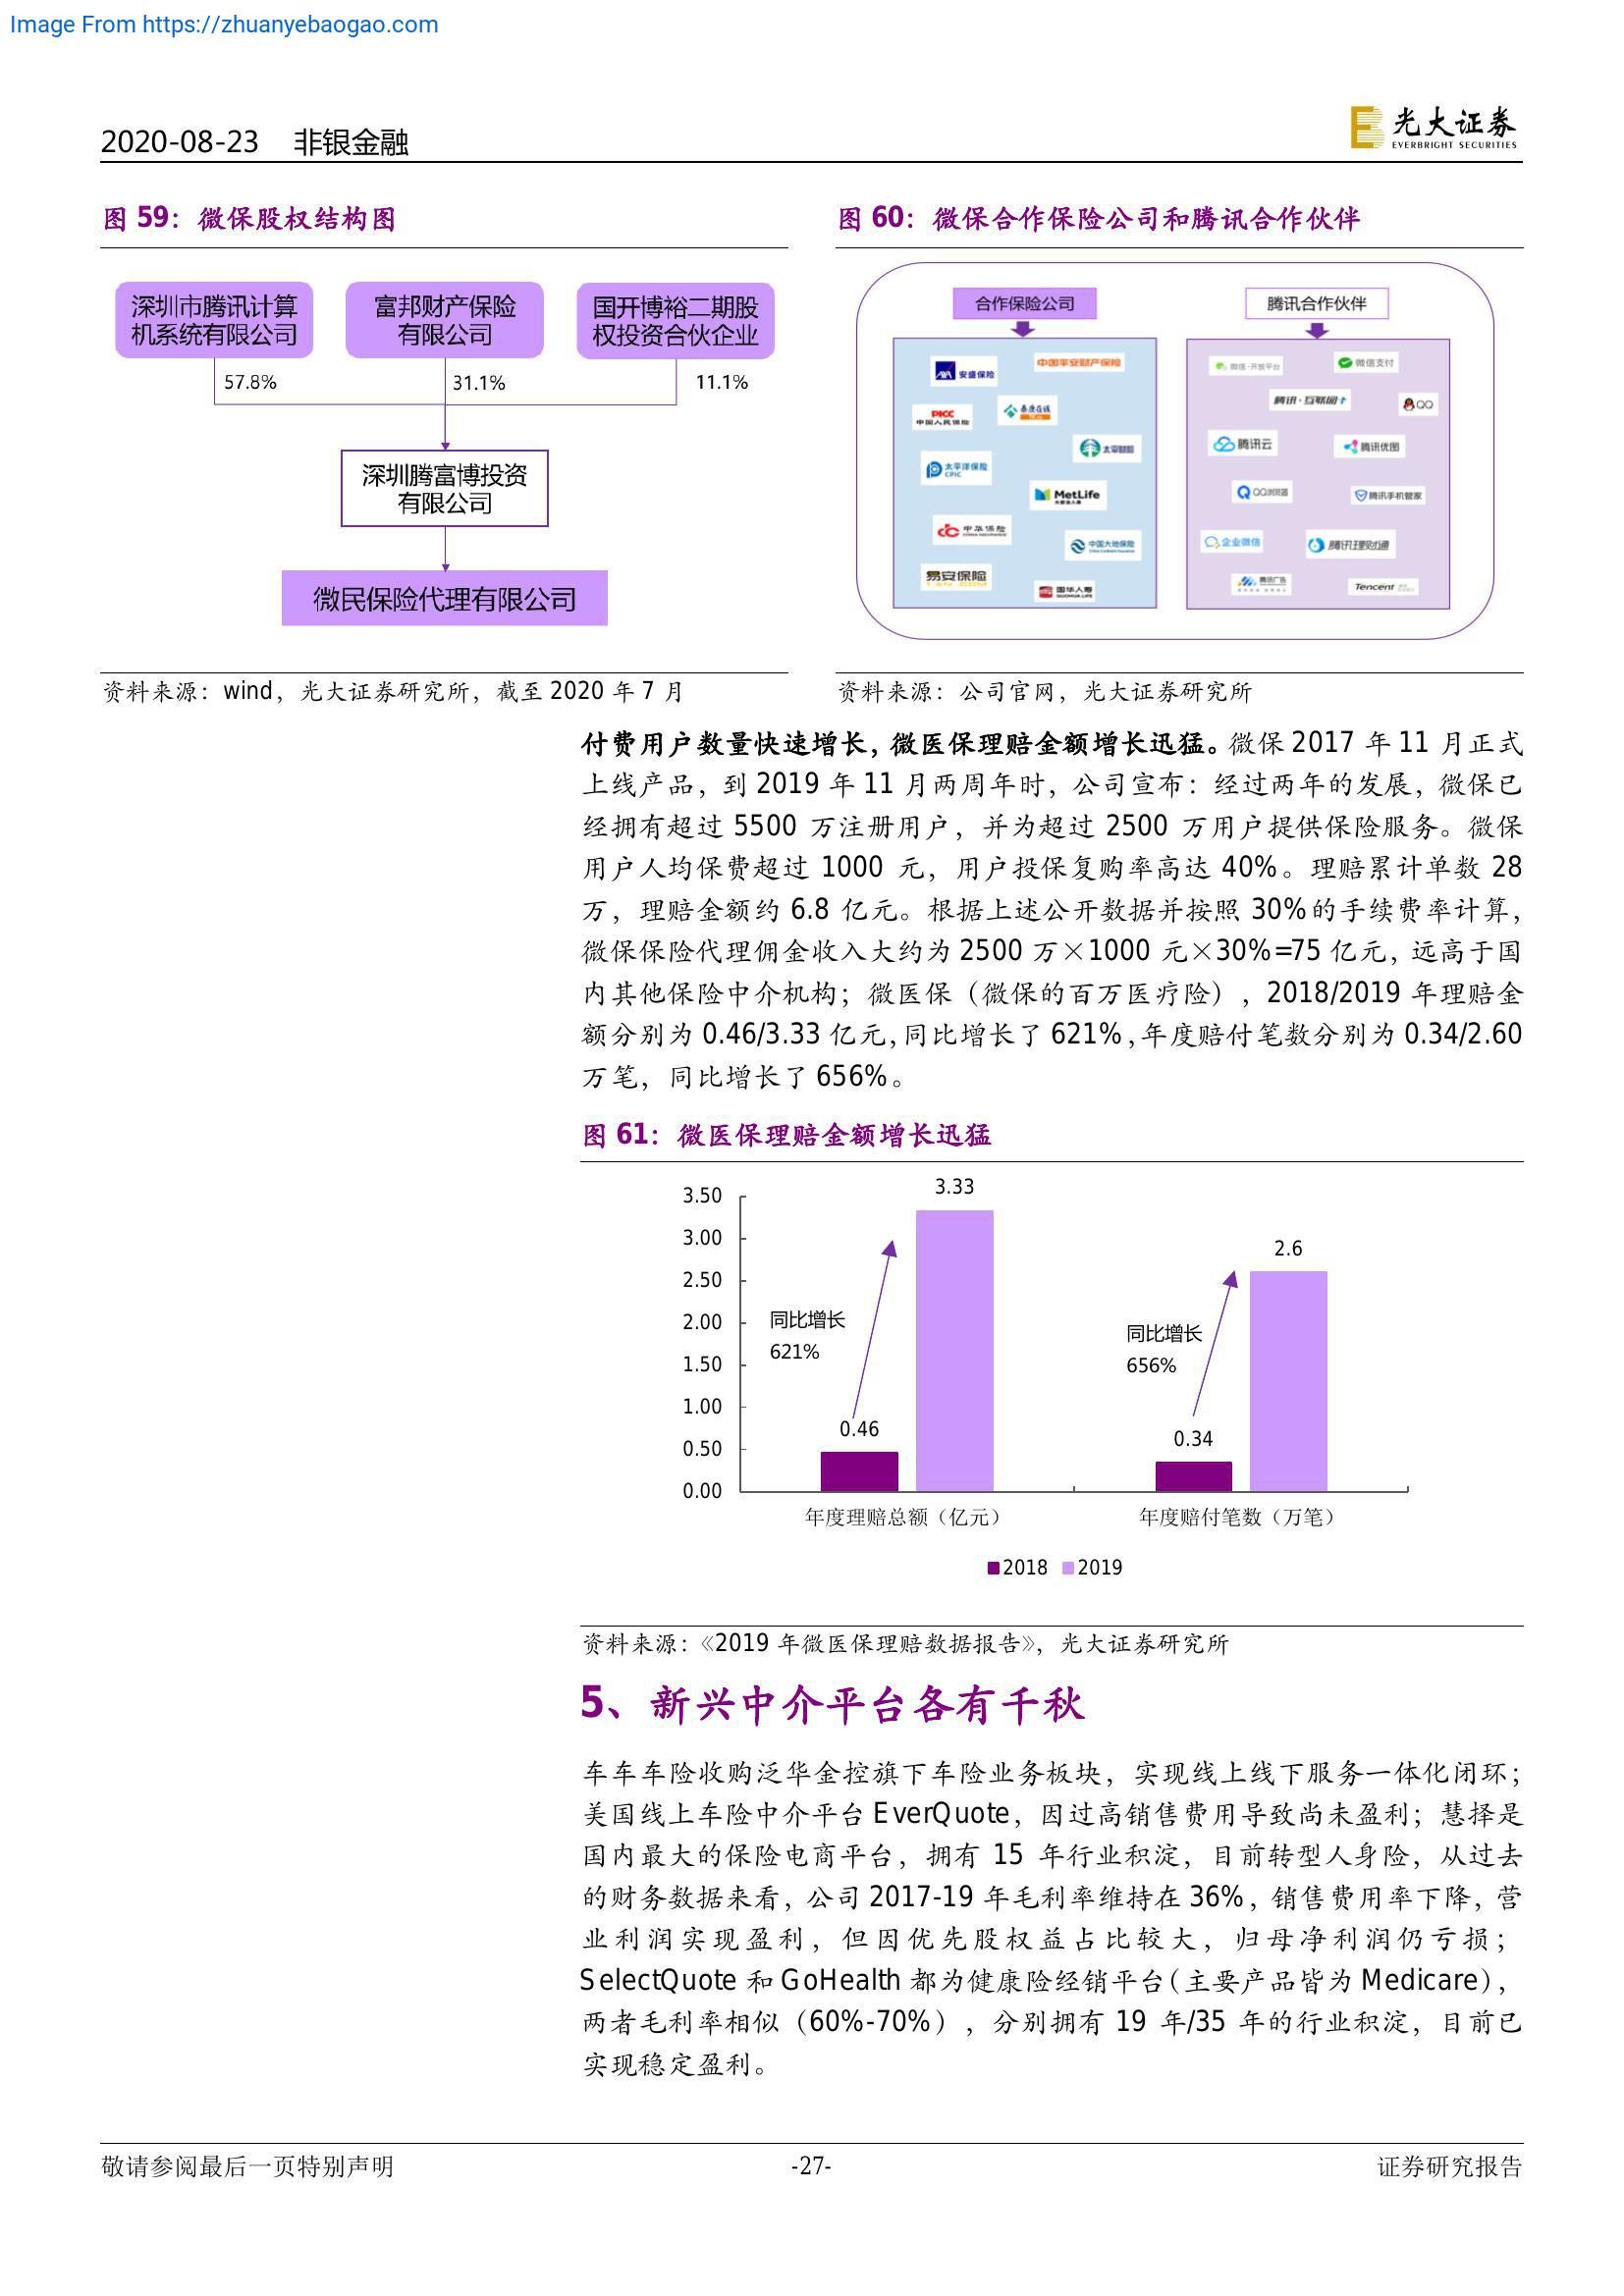 Image From https://zhuanyebaogao.com
2020-08-23 非银金融
光大证券
EVERBRIGHT SECURITIES
图 59：微保股权结构图
深圳市腾讯计算
机系统有限公司
富邦财产保险
有限公司
国开博裕二期股
权投资合伙企业
57.8%
31.1%
11.1%
深圳腾富博投资
有限公司
微民保险代理有限公司
资料来源：wind，光大证券研究所，截至 2020 年 7 月
图 60：微保合作保险公司和腾讯合作伙伴
合作保险公司
AXA 安盛保险
中国平安财产保险
PICC
中国人民保险
泰康在线
太平财险
太平洋保险
CPIC
MetLife
中华保险
中国大地保险
易安保险
国华人寿
GUOHUA LIFE
腾讯合作伙伴
微信·开放平台
微信支付
腾讯·互联网+
QQ
腾讯云
腾讯优图
QQ浏览器
腾讯手机管家
企业微信
腾讯理财通
腾讯广告
Tencent
资料来源：公司官网，光大证券研究所
付费用户数量快速增长，微医保理赔金额增长迅猛。微保 2017 年 11 月正式
上线产品，到 2019 年 11 月两周年时，公司宣布：经过两年的发展，微保已
经拥有超过 5500 万注册用户，并为超过 2500 万用户提供保险服务。微保
用户人均保费超过 1000 元，用户投保复购率高达 40%。理赔累计单数 28
万，理赔金额约 6.8 亿元。根据上述公开数据并按照 30%的手续费率计算，
微保保险代理佣金收入大约为 2500 万×1000 元×30%=75 亿元，远高于国
内其他保险中介机构；微医保（微保的百万医疗险），2018/2019 年理赔金
额分别为 0.46/3.33 亿元，同比增长了 621%，年度赔付笔数分别为 0.34/2.60
万笔，同比增长了 656%。
图 61：微医保理赔金额增长迅猛
3.50
3.00
2.50
2.00
1.50
1.00
0.50
0.00
同比增长
621%
0.46
3.33
同比增长
656%
0.34
2.6
年度理赔总额（亿元）
年度赔付笔数（万笔）
2018 2019
资料来源：《2019 年微医保理赔数据报告》，光大证券研究所
5、新兴中介平台各有千秋
车车车险收购泛华金控旗下车险业务板块，实现线上线下服务一体化闭环；
美国线上车险中介平台 EverQuote，因过高销售费用导致尚未盈利；慧择是
国内最大的保险电商平台，拥有 15 年行业积淀，目前转型人身险，从过去
的财务数据来看，公司 2017-19 年毛利率维持在 36%，销售费用率下降，营
业利润实现盈利，但因优先股权益占比较大，归母净利润仍亏损；
SelectQuote 和 GoHealth 都为健康险经销平台（主要产品皆为 Medicare），
两者毛利率相似（60%-70%），分别拥有 19 年/35 年的行业积淀，目前已
实现稳定盈利。
敬请参阅最后一页特别声明
-27-
证券研究报告